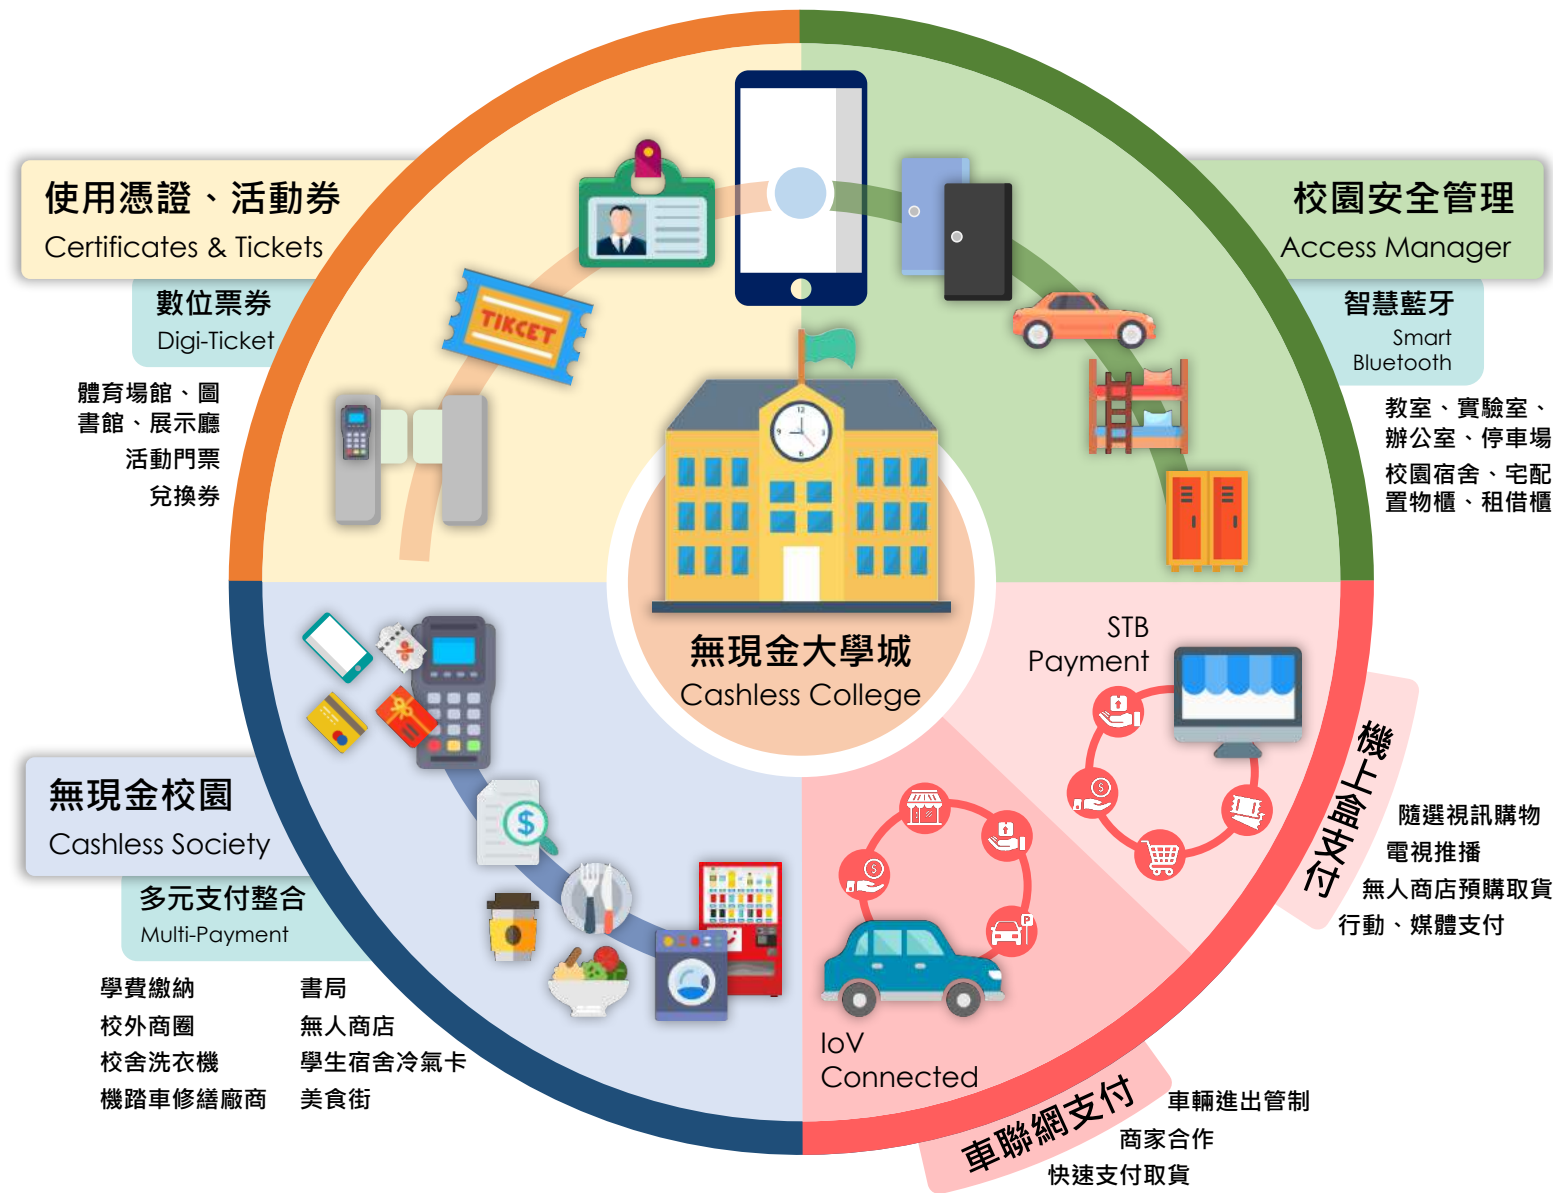 使用憑證、活動券
Certificates & Tickets
數位票券
Digi-Ticket
體育場館、圖
書館、展示廳
活動門票
兌換券
TIKCET
校園安全管理
Access Manager
智慧藍牙
Smart
Bluetooth
教室、實驗室、
辦公室、停車場
校園宿舍、宅配
置物櫃、租借櫃
12
3
6
9
無現金大學城
Cashless College
無現金校園
Cashless Society
多元支付整合
Multi-Payment
學費繳納
校外商圈
校舍洗衣機
機踏車修繕廠商
書局
無人商店
學生宿舍冷氣卡
美食街
%
$
STB
Payment
$
機上盒支付
隨選視訊購物
電視推播
無人商店預購取貨
行動、媒體支付
$
P
IoV
Connected
車聯網支付
車輛進出管制
商家合作
快速支付取貨